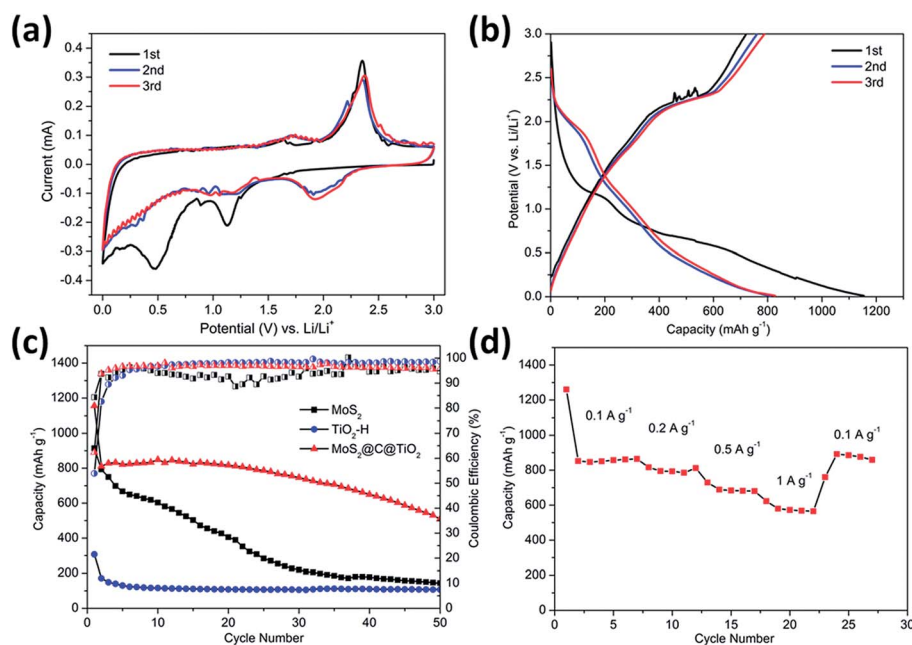 (a)
1st
2nd
3rd
0.4
0.3
0.2
0.1
0.0
-0.1
-0.2
-0.3
-0.4
Current (mA)
0.0 0.5 1.0 1.5 2.0 2.5 3.0
Potential (V) vs. Li/Li⁺
(b)
1st
2nd
3rd
3.0
2.5
2.0
1.5
1.0
0.5
0.0
Potential (V vs. Li/Li⁺)
0 200 400 600 800 1000 1200
Capacity (mAh g⁻¹)
(c)
1400
1200
1000
800
600
400
200
0
Capacity (mAh g⁻¹)
MoS₂
TiO₂-H
MoS₂@C@TiO₂
100
90
80
70
60
50
40
30
20
10
0
Coulombic Efficiency (%)
0 10 20 30 40 50
Cycle Number
(d)
1400
1200
1000
800
600
400
200
0
Capacity (mAh g⁻¹)
0.1 A g⁻¹
0.2 A g⁻¹
0.5 A g⁻¹
1 A g⁻¹
0.1 A g⁻¹
0 5 10 15 20 25 30
Cycle Number